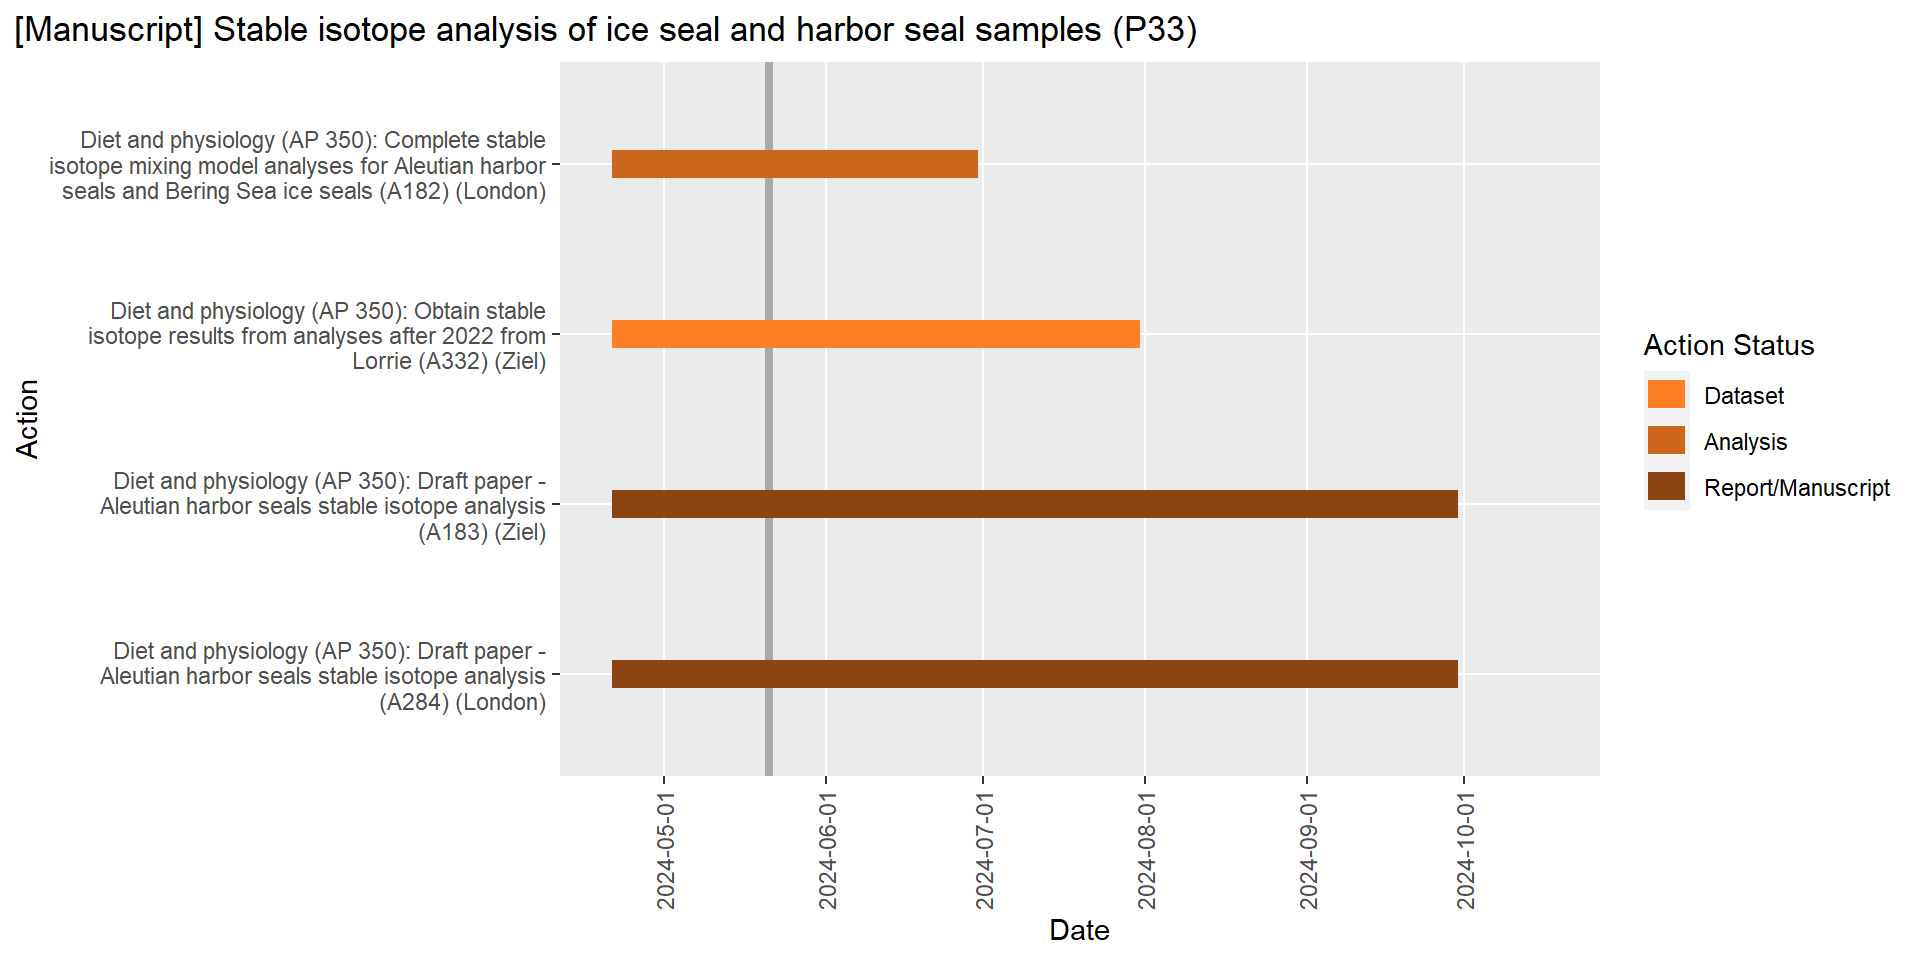 [Manuscript] Stable isotope analysis of ice seal and harbor seal samples (P33)
Action
Diet and physiology (AP 350): Complete stable
isotope mixing model analyses for Aleutian harbor
seals and Bering Sea ice seals (A182) (London)
Diet and physiology (AP 350): Obtain stable
isotope results from analyses after 2022 from
Lorrie (A332) (Ziel)
Diet and physiology (AP 350): Draft paper -
Aleutian harbor seals stable isotope analysis
(A183) (Ziel)
Diet and physiology (AP 350): Draft paper -
Aleutian harbor seals stable isotope analysis
(A284) (London)
2024-05-01
2024-06-01
2024-07-01
2024-08-01
2024-09-01
2024-10-01
Date
Action Status
Dataset
Analysis
Report/Manuscript